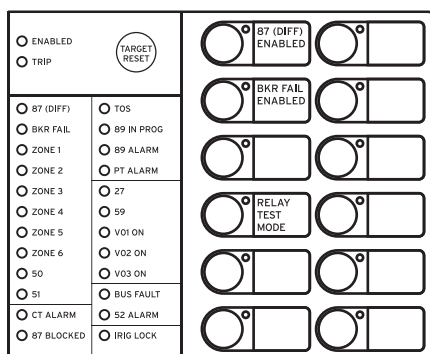 ENABLED
TRIP
TARGET
RESET
87 (DIFF)
BKR FAIL
ZONE 1
ZONE 2
ZONE 3
ZONE 4
ZONE 5
ZONE 6
50
51
CT ALARM
87 BLOCKED
TOS
89 IN PROG
89 ALARM
PT ALARM
27
59
V01 ON
V02 ON
V03 ON
BUS FAULT
52 ALARM
IRIG LOCK
87 (DIFF)
ENABLED
BKR FAIL
ENABLED
RELAY
TEST
MODE